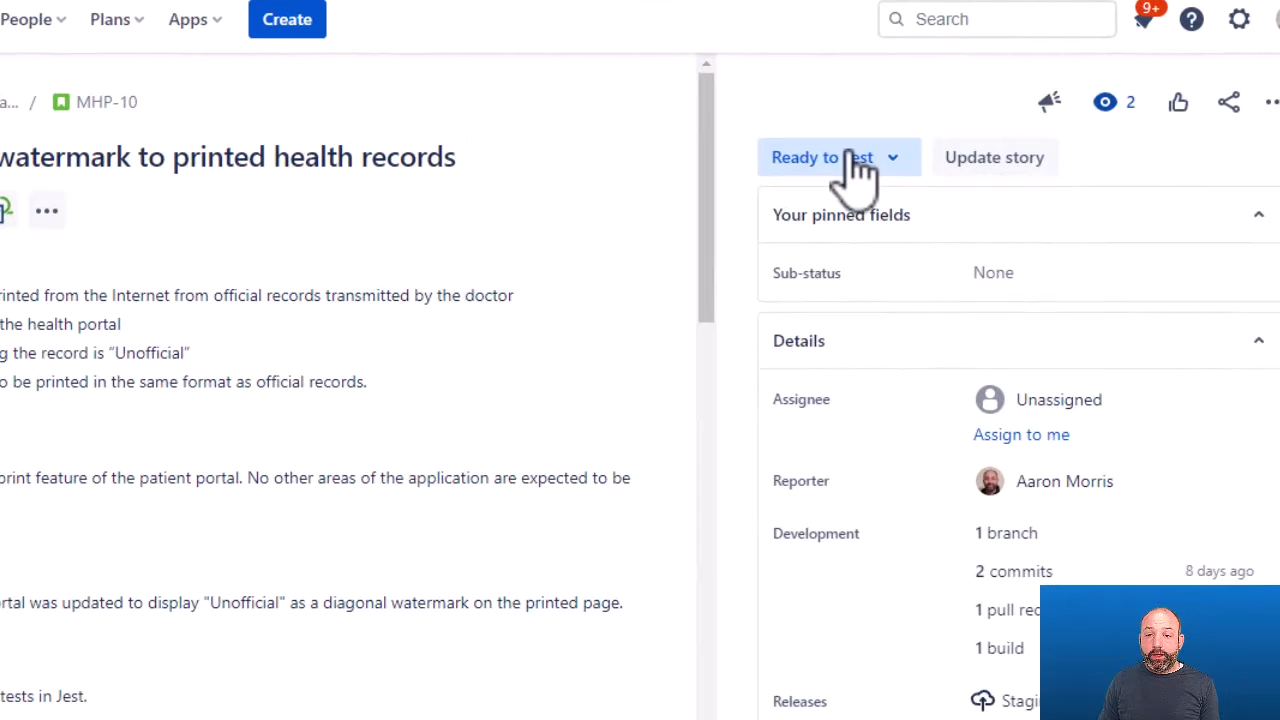 People Plans Apps Create Search 9+
a... / MHP-10
2
watermark to printed health records
Ready to Test Update story
Your pinned fields
rinted from the Internet from official records transmitted by the doctor
the health portal
g the record is “Unofficial”
o be printed in the same format as official records.
print feature of the patient portal. No other areas of the application are expected to be
ortal was updated to display "Unofficial" as a diagonal watermark on the printed page.
tests in Jest.
Sub-status None
Details
Assignee Unassigned
Assign to me
Reporter Aaron Morris
Development 1 branch
2 commits 8 days ago
1 pull rec
1 build
Releases Stagi